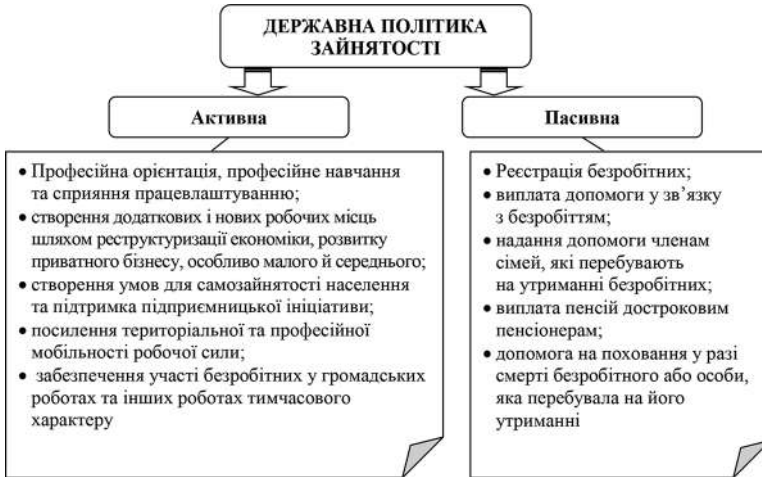 ДЕРЖАВНА ПОЛІТИКА
ЗАЙНЯТОСТІ
Активна
• Професійна орієнтація, професійне навчання
та сприяння працевлаштуванню;
• створення додаткових і нових робочих місць
шляхом реструктуризації економіки, розвитку
приватного бізнесу, особливо малого й середнього;
• створення умов для самозайнятості населення
та підтримка підприємницької ініціативи;
• посилення територіальної та професійної
мобільності робочої сили;
• забезпечення участі безробітних у громадських
роботах та інших роботах тимчасового
характеру
Пасивна
• Реєстрація безробітних;
• виплата допомоги у зв’язку
з безробіттям;
• надання допомоги членам
сімей, які перебувають
на утриманні безробітних;
• виплата пенсій достроковим
пенсіонерам;
• допомога на поховання у разі
смерті безробітного або особи,
яка перебувала на його
утриманні